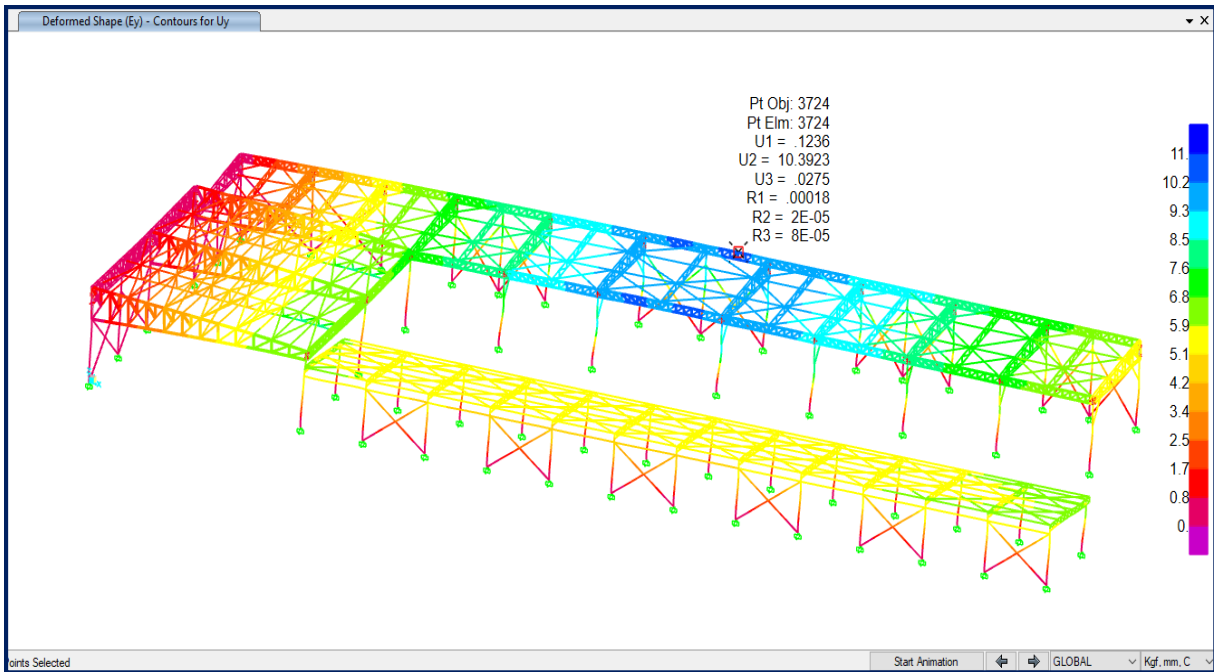 Deformed Shape (Ey) - Contours for Uy
Pt Obj: 3724
Pt Elm: 3724
U1 = .1236
U2 = 10.3923
U3 = .0275
R1 = .00018
R2 = 2E-05
R3 = 8E-05
11.
10.2
9.3
8.5
7.6
6.8
5.9
5.1
4.2
3.4
2.5
1.7
0.8
0.
oints Selected
Start Animation
GLOBAL
Kgf, mm, C